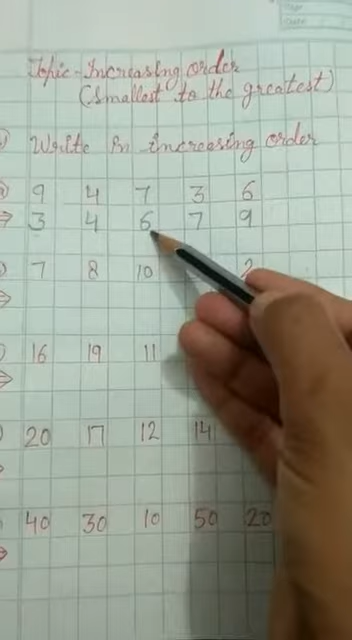 Topic-Increasing order
(Smallest to the greatest)
Write in increasing order
9 4 7 3 6
⇒ 3 4 6 7 9
7 8 10 2
16 19 11
20 17 12 14
40 30 10 50 20